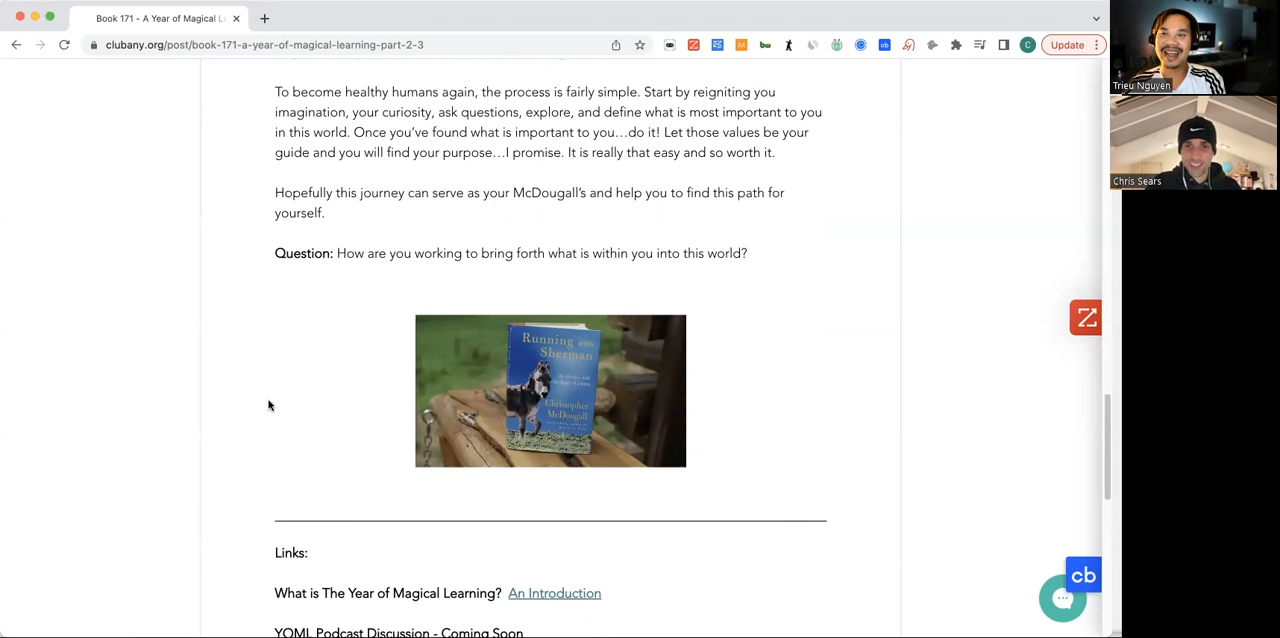 Book 171 - A Year of Magical L
clubany.org/post/book-171-a-year-of-magical-learning-part-2-3
Update
C
To become healthy humans again, the process is fairly simple. Start by reigniting you
imagination, your curiosity, ask questions, explore, and define what is most important to you
in this world. Once you've found what is important to you…do it! Let those values be your
guide and you will find your purpose…I promise. It is really that easy and so worth it.
Hopefully this journey can serve as your McDougall's and help you to find this path for
yourself.
Question: How are you working to bring forth what is within you into this world?
Running with
Sherman
Christopher
McDougall
Links:
What is The Year of Magical Learning? An Introduction
YOML Podcast Discussion - Coming Soon
cb
Trieu Nguyen
Chris Sears